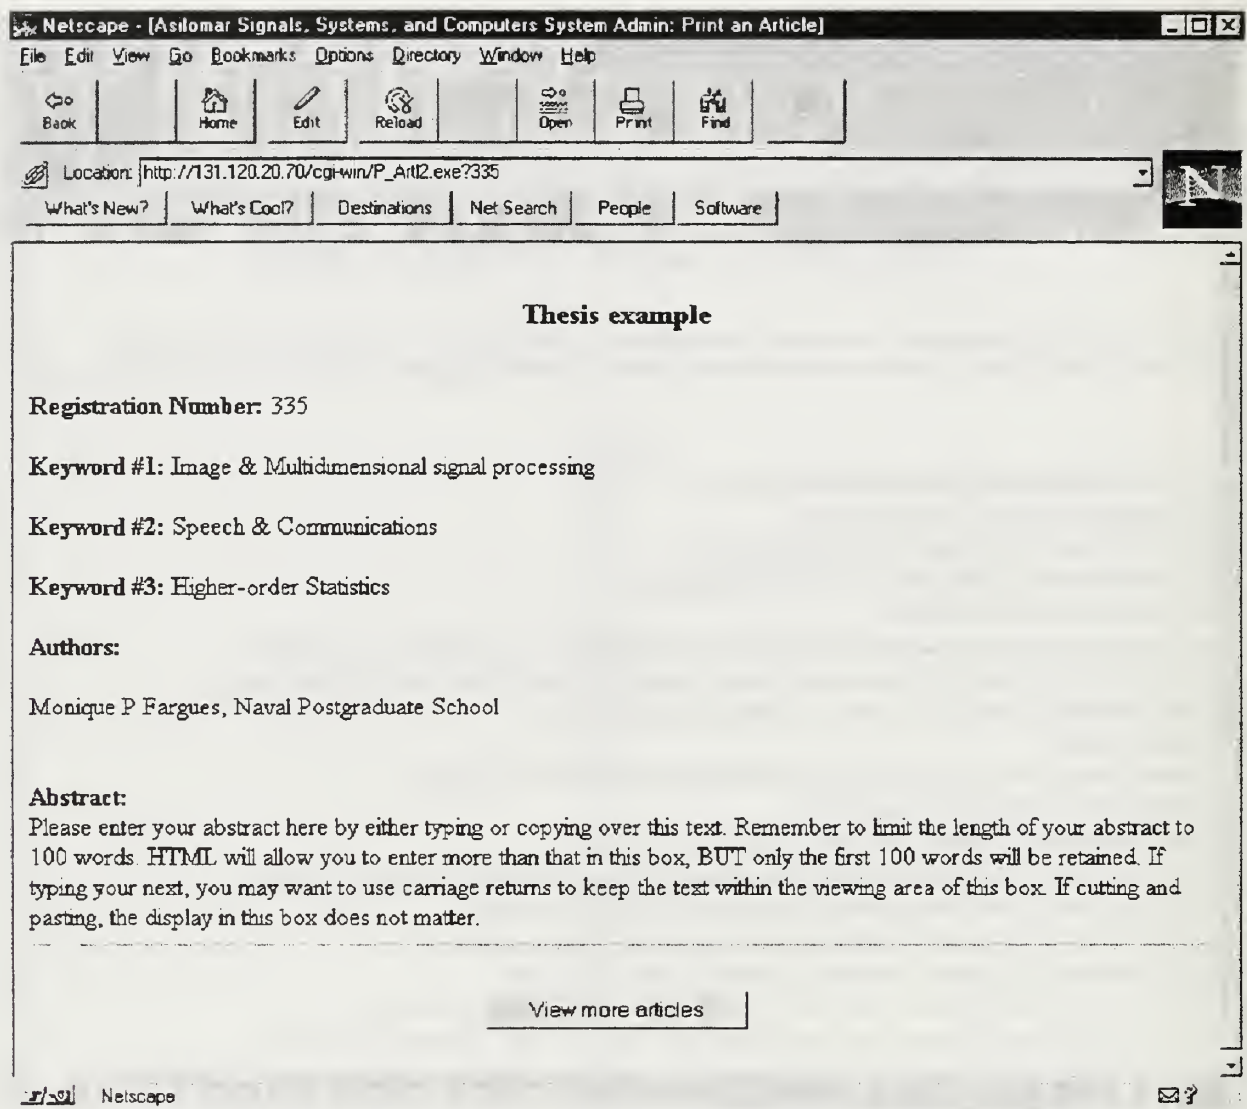 Netscape - [Asilomar Signals, Systems, and Computers System Admin: Print an Article]
File Edit View Go Bookmarks Options Directory Window Help
Back Home Edit Reload Open Print Find
Location: http://131.120.20.70/cgi-win/P_Artl2.exe?335
N
What's New? What's Cool? Destinations Net Search People Software
Thesis example
Registration Number: 335
Keyword #1: Image & Multidimensional signal processing
Keyword #2: Speech & Communications
Keyword #3: Higher-order Statistics
Authors:
Monique P Fargues, Naval Postgraduate School
Abstract:
Please enter your abstract here by either typing or copying over this text. Remember to limit the length of your abstract to
100 words. HTML will allow you to enter more than that in this box, BUT only the first 100 words will be retained. If
typing your next, you may want to use carriage returns to keep the text within the viewing area of this box. If cutting and
pasting, the display in this box does not matter.
View more articles
Netscape